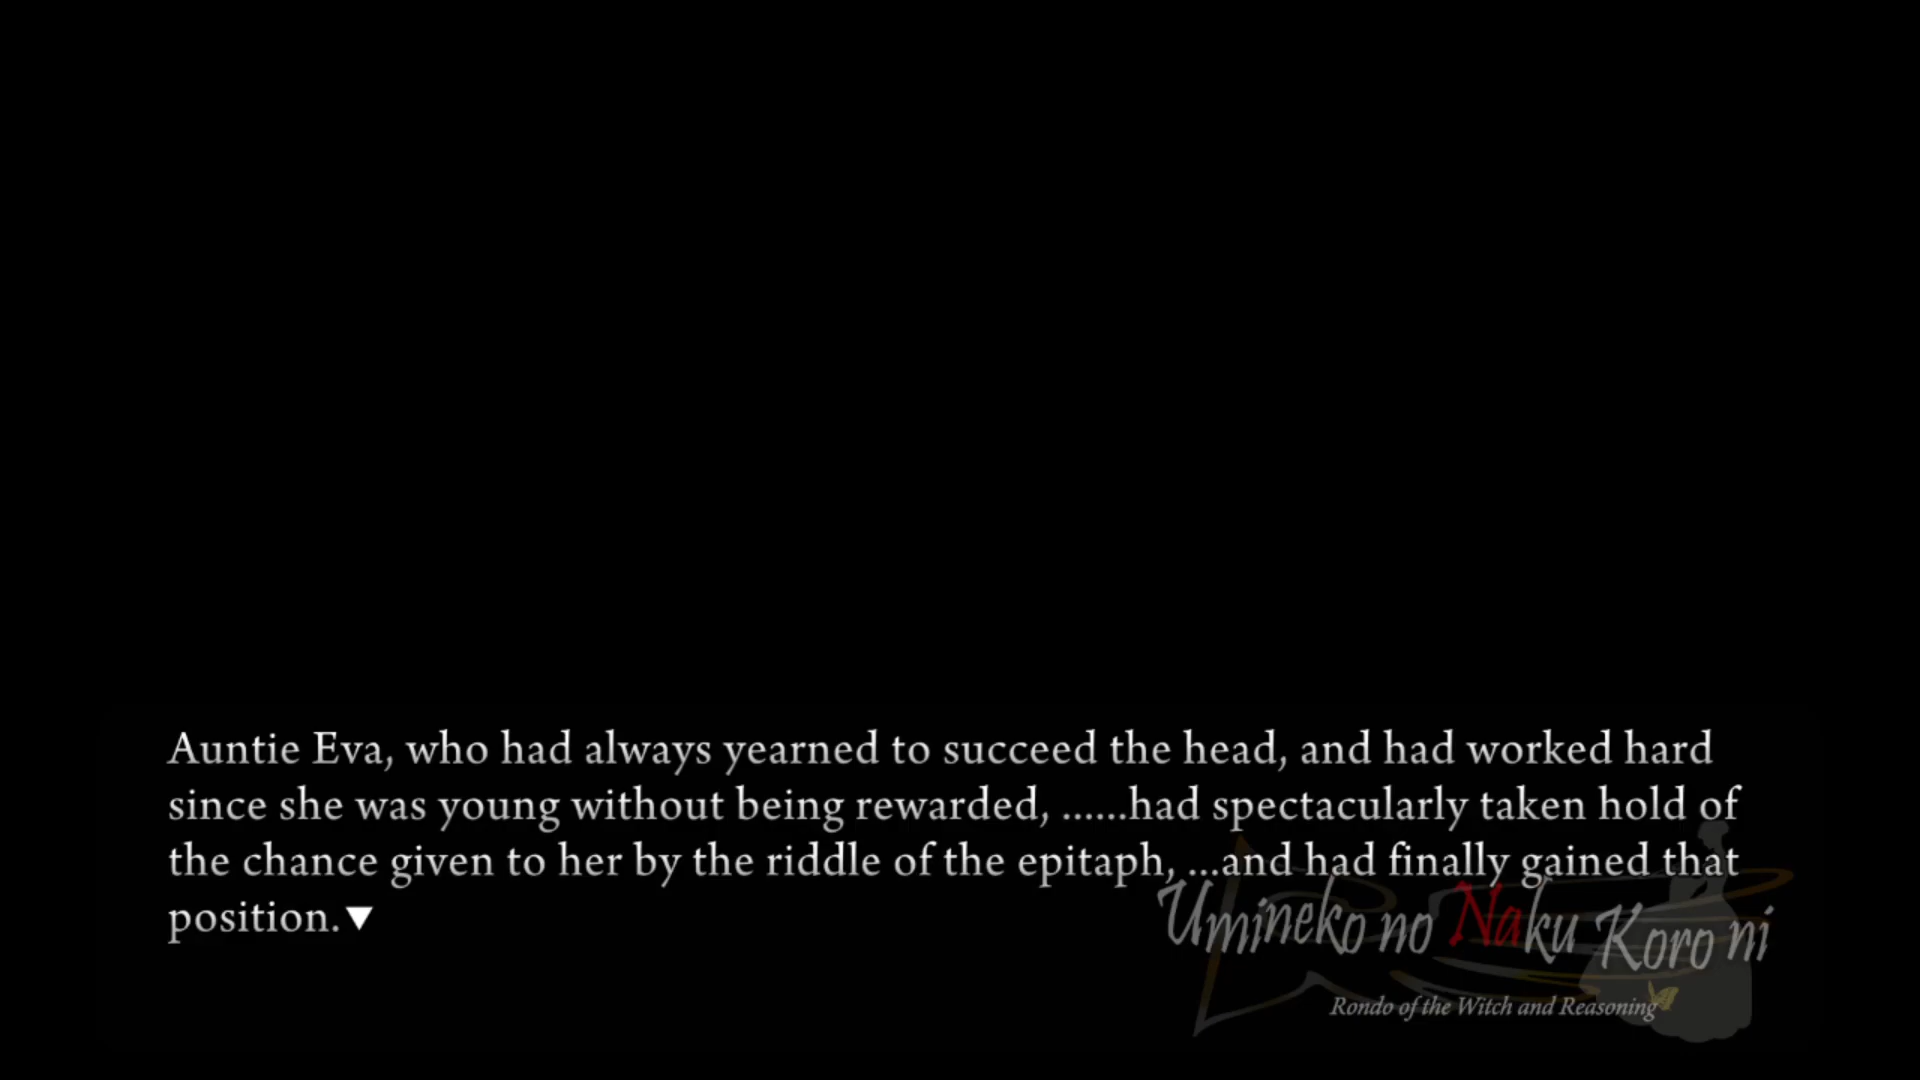 Auntie Eva, who had always yearned to succeed the head, and had worked hard
since she was young without being rewarded, ......had spectacularly taken hold of
the chance given to her by the riddle of the epitaph, ...and had finally gained that
position.
Umineko no Naku Koro ni
Rondo of the Witch and Reasoning